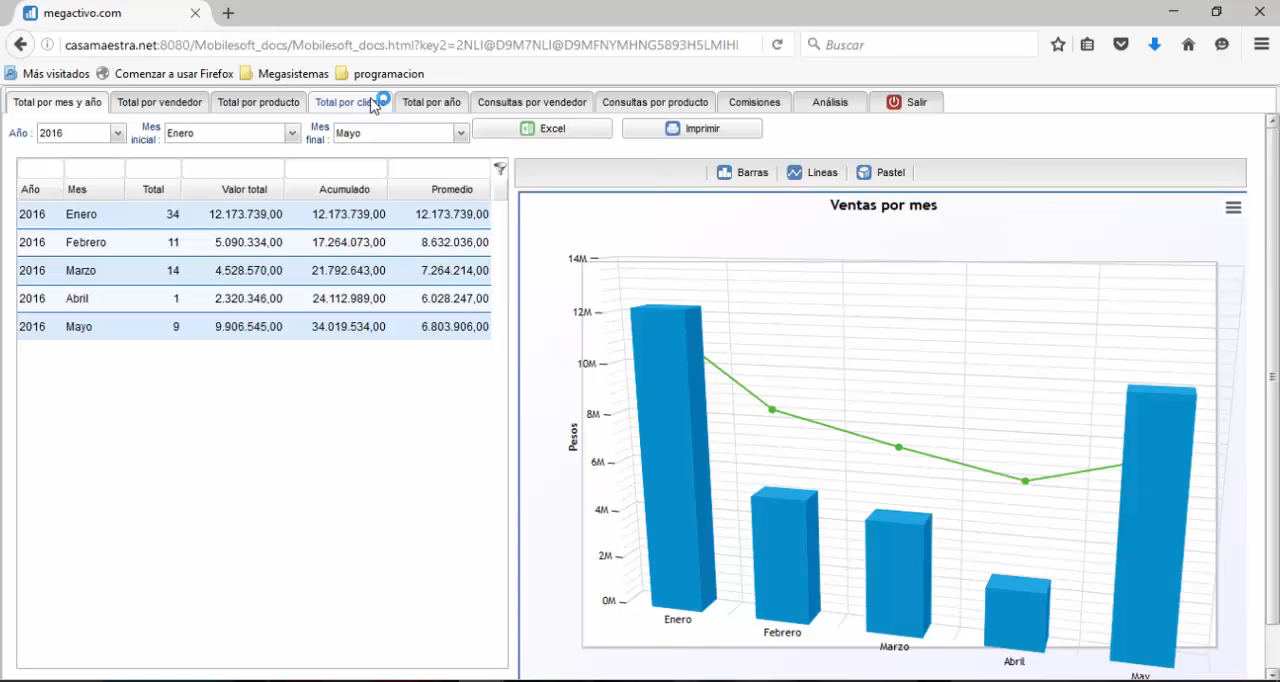 megactivo.com
casamaestra.net:8080/Mobilesoft_docs/Mobilesoft_docs.html?key2=2NLI@D9M7NLI@D9MFNYMHNG5893H5LMIHI
Buscar
Más visitados Comenzar a usar Firefox Megasistemas programacion
Total por mes y año Total por vendedor Total por producto Total por Total por año Consultas por vendedor Consultas por producto Comisiones Análisis Salir
Año : 2016 Mes inicial : Enero Mes final : Mayo Excel Imprimir
Barras Lineas Pastel
Año Mes Total Valor total Acumulado Promedio
2016 Enero 34 12.173.739,00 12.173.739,00 12.173.739,00
2016 Febrero 11 5.090.334,00 17.264.073,00 8.632.036,00
2016 Marzo 14 4.528.570,00 21.792.643,00 7.264.214,00
2016 Abril 1 2.320.346,00 24.112.989,00 6.028.247,00
2016 Mayo 9 9.906.545,00 34.019.534,00 6.803.906,00
Ventas por mes
14M
12M
10M
8M
6M
4M
2M
0M
Pesos
Enero
Febrero
Marzo
Abril
May